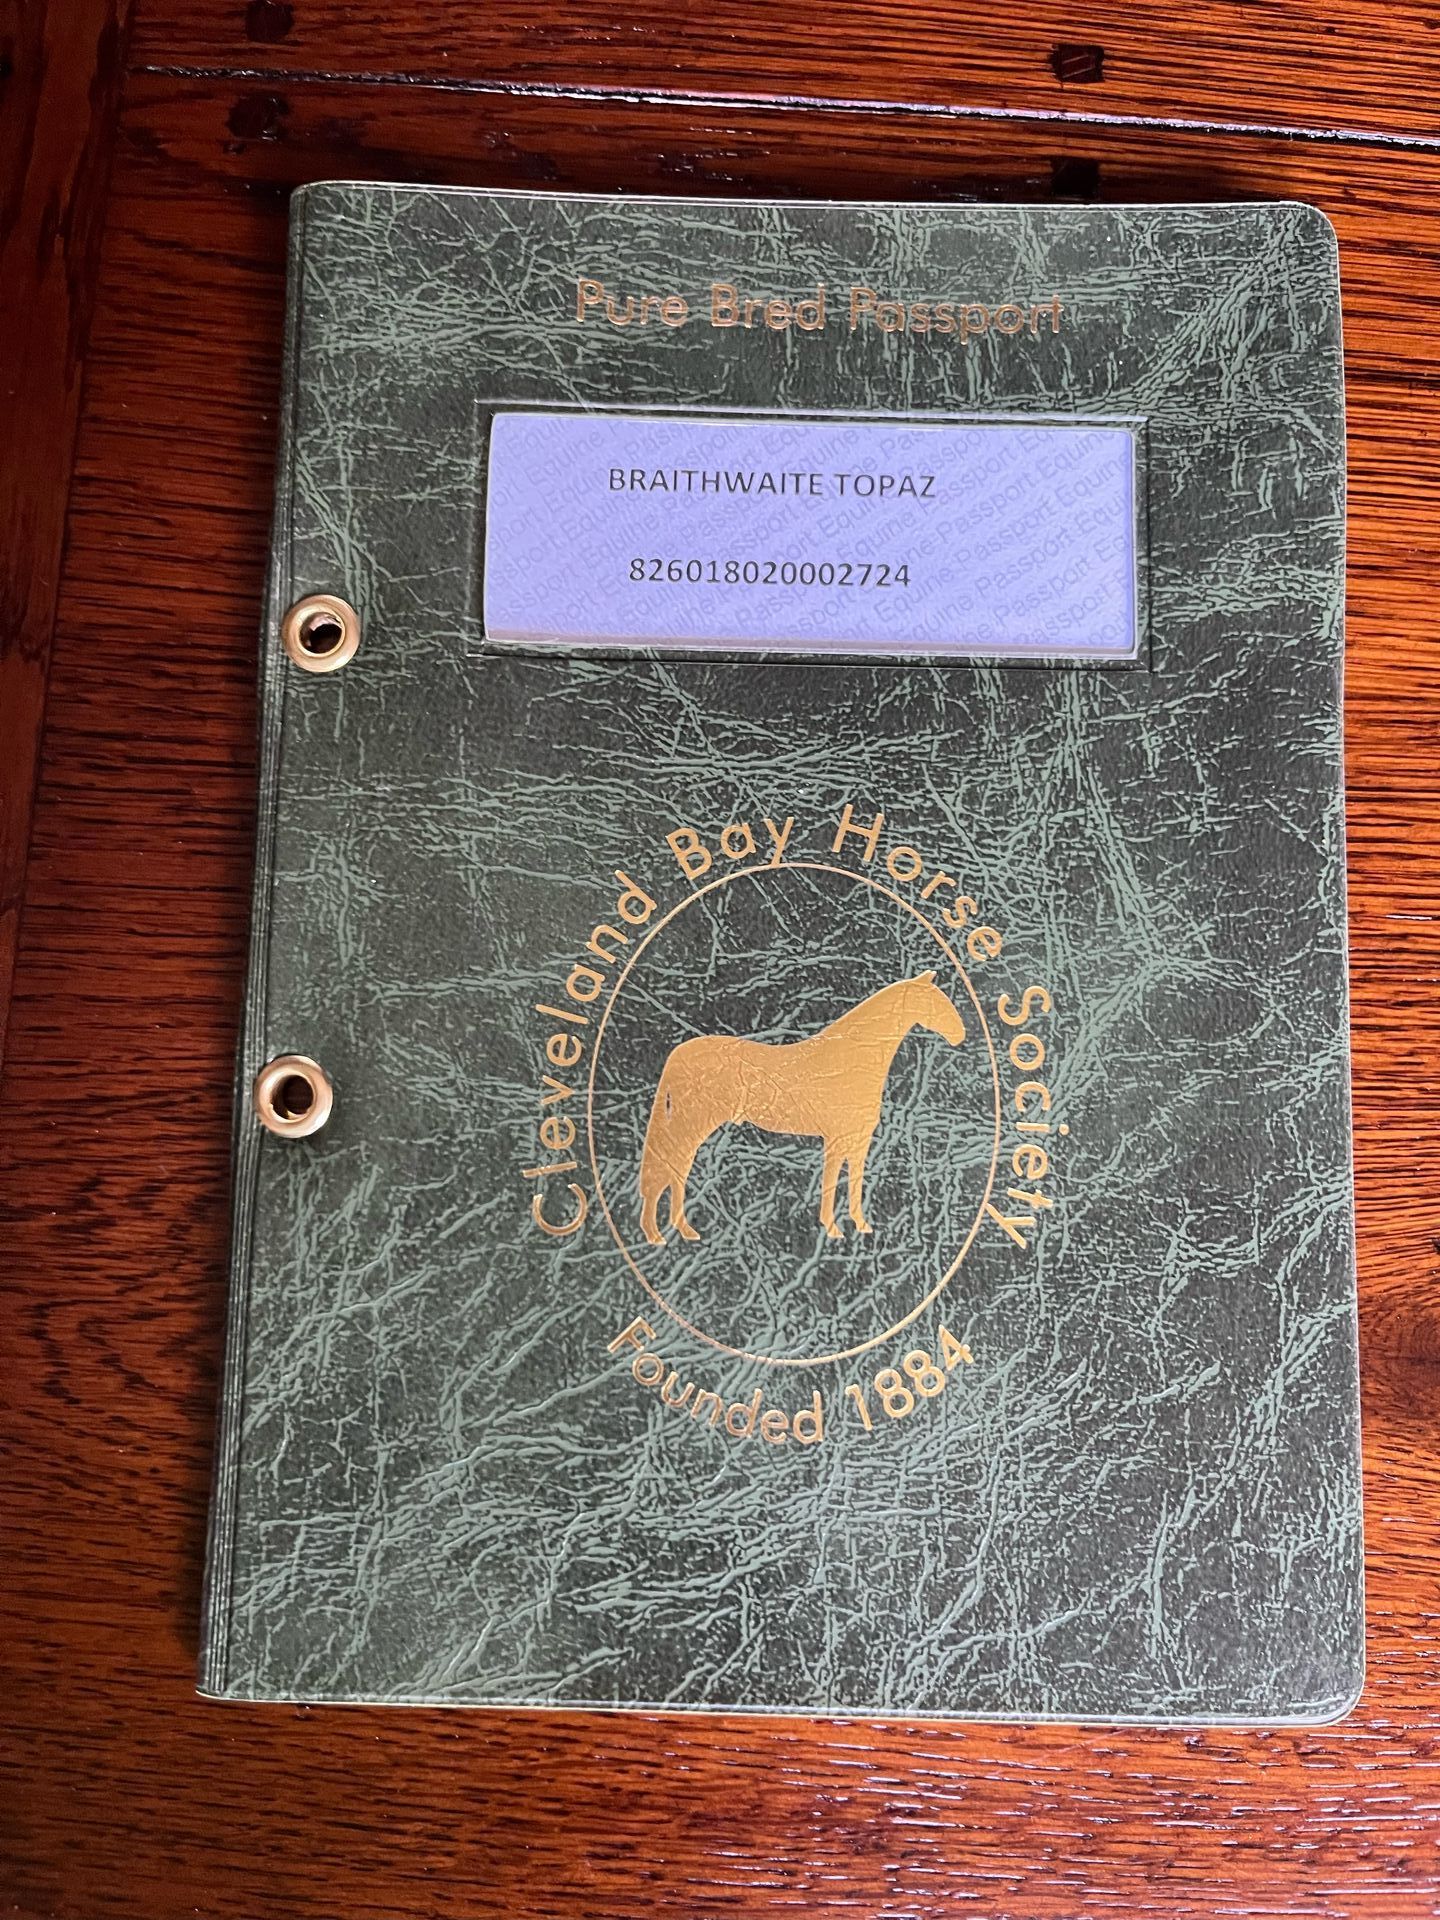 Pure Bred Passport
BRAITHWAITE TOPAZ
826018020002724
Cleveland Bay Horse Society
Founded 1884